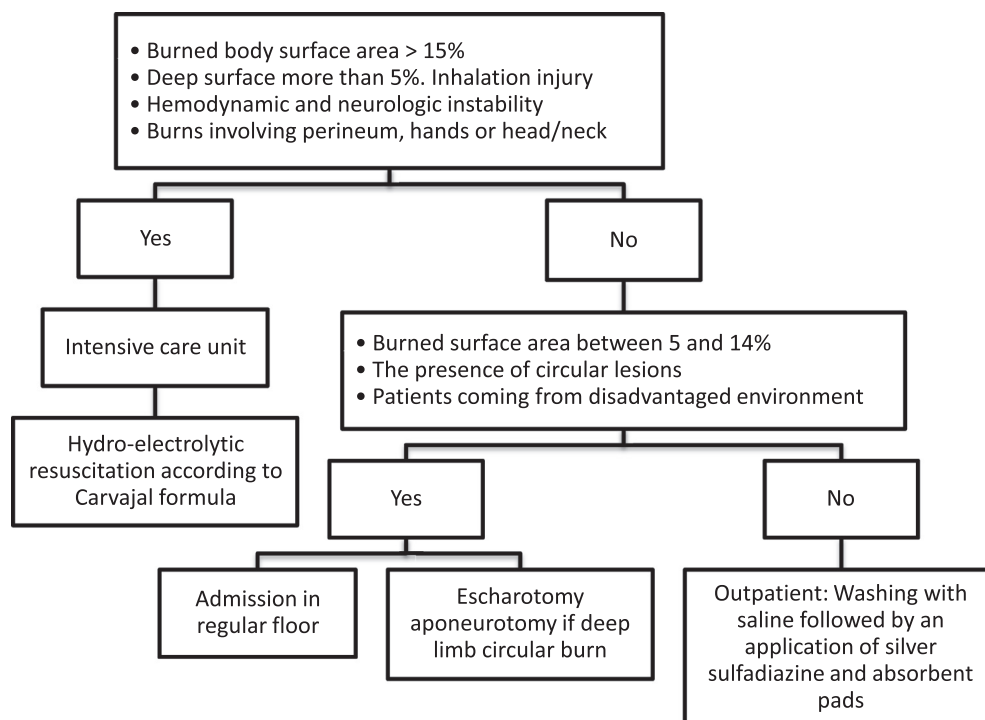 • Burned body surface area > 15%
• Deep surface more than 5%. Inhalation injury
• Hemodynamic and neurologic instability
• Burns involving perineum, hands or head/neck
Yes
No
Intensive care unit
• Burned surface area between 5 and 14%
• The presence of circular lesions
• Patients coming from disadvantaged environment
Hydro-electrolytic
resuscitation according to
Carvajal formula
Yes
No
Admission in
regular floor
Escharotomy
aponeurotomy if deep
limb circular burn
Outpatient: Washing with
saline followed by an
application of silver
sulfadiazine and absorbent
pads